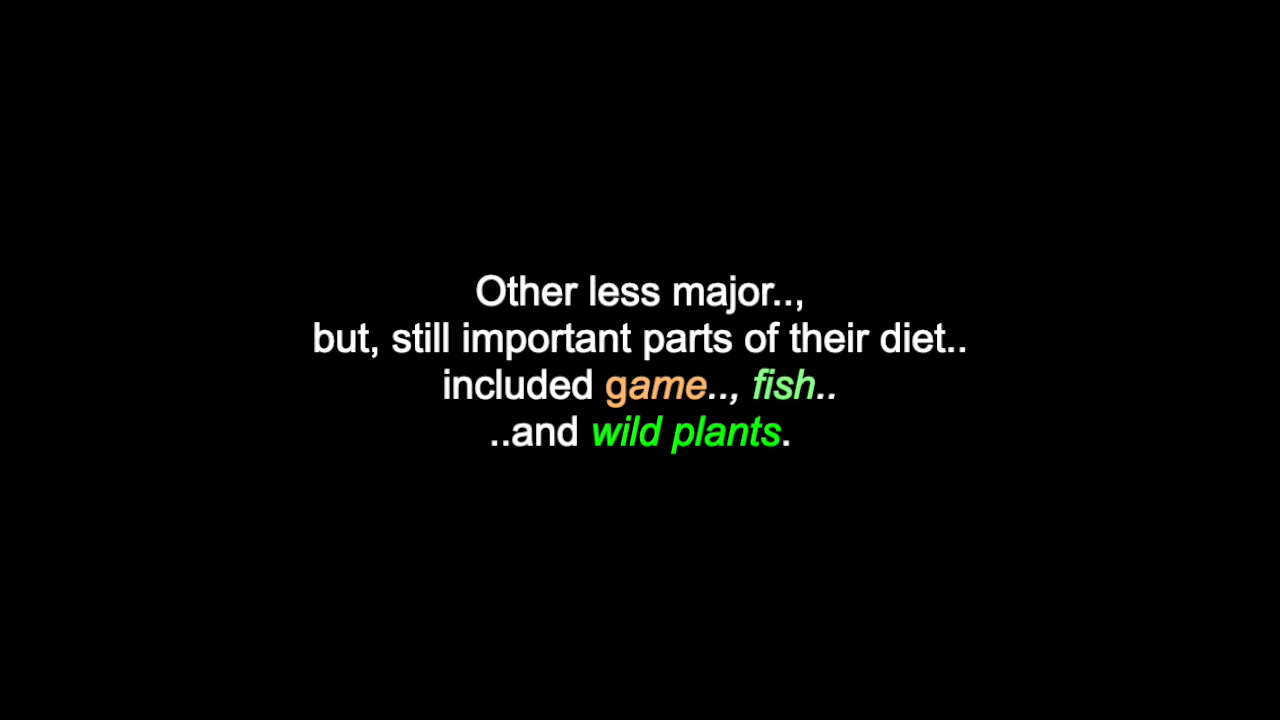 Other less major..,
but, still important parts of their diet..
included game.., fish..
..and wild plants.